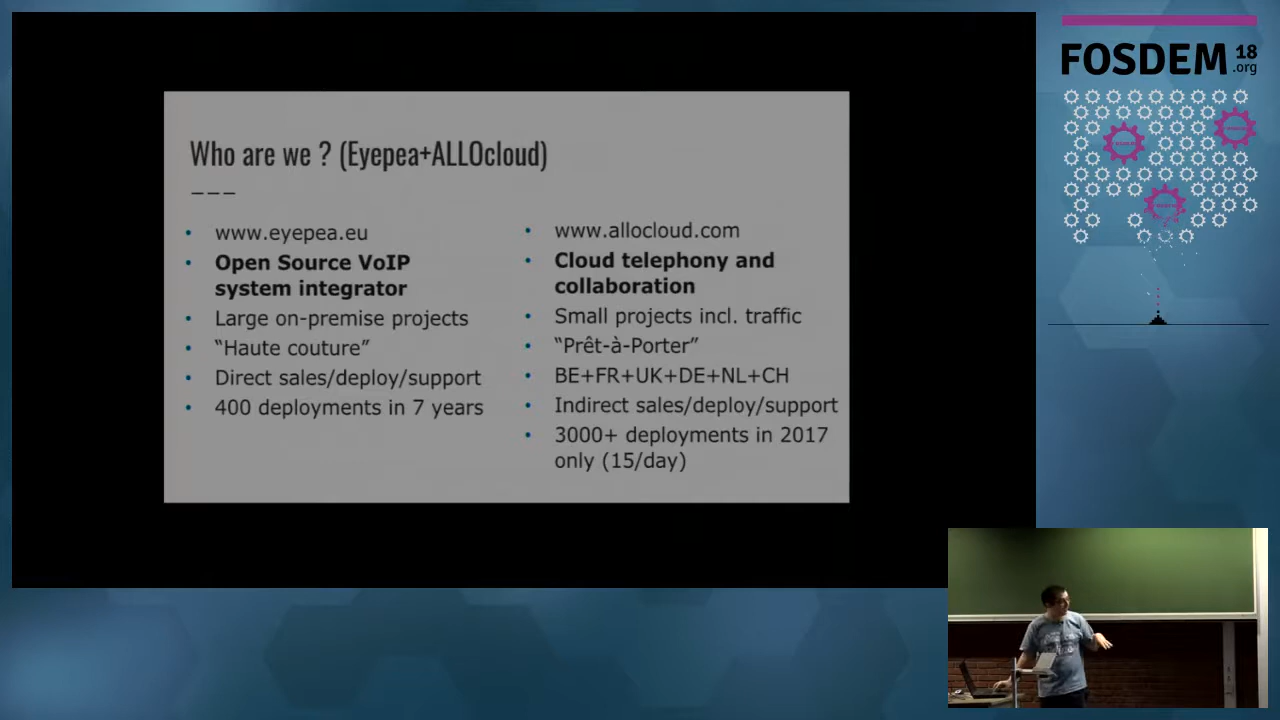 Who are we ? (Eyepea+ALLOcloud)
---
• www.eyepea.eu
• Open Source VoIP
system integrator
• Large on-premise projects
• “Haute couture”
• Direct sales/deploy/support
• 400 deployments in 7 years
• www.allocloud.com
• Cloud telephony and
collaboration
• Small projects incl. traffic
• “Prêt-à-Porter”
• BE+FR+UK+DE+NL+CH
• Indirect sales/deploy/support
• 3000+ deployments in 2017
only (15/day)
FOSDEM 18
.org